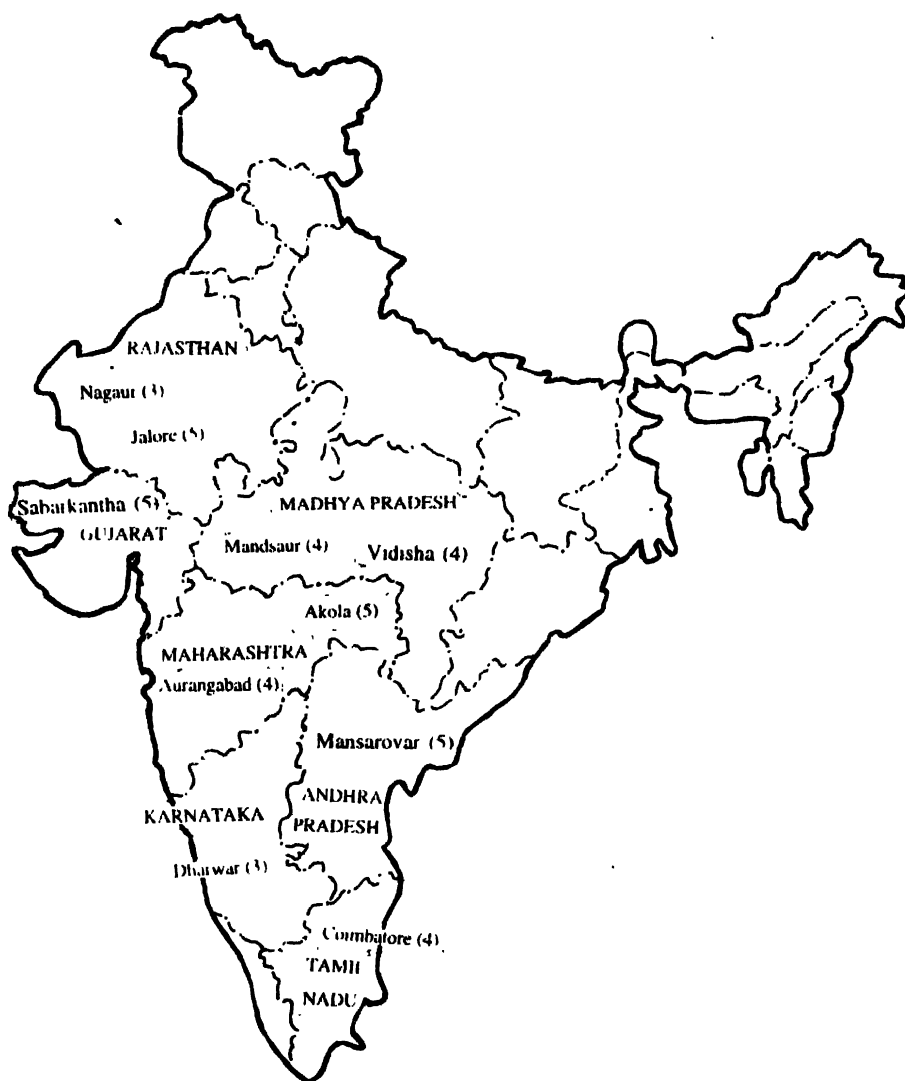 RAJASTHAN
Nagaur (3)
Jalore (5)
Sabarkantha (5)
GUJARAT
MADHYA PRADESH
Mandsaur (4)
Vidisha (4)
Akola (5)
MAHARASHTRA
Aurangabad (4)
Mansarovar (5)
ANDHRA
PRADESH
KARNATAKA
Dharwar (3)
Coimbatore (4)
TAMIL
NADU